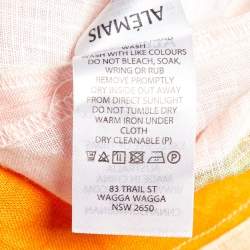 ALÉMAIS
WASH
WASH WITH LIKE COLOURS
DO NOT BLEACH, SOAK,
WRING OR RUB
REMOVE PROMPTLY
DRY INSIDE OUT AWAY
FROM DIRECT SUNLIGHT
DO NOT TUMBLE DRY
WARM IRON UNDER
CLOTH
DRY CLEANABLE (P)
P
83 TRAIL ST
WAGGA WAGGA
NSW 2650